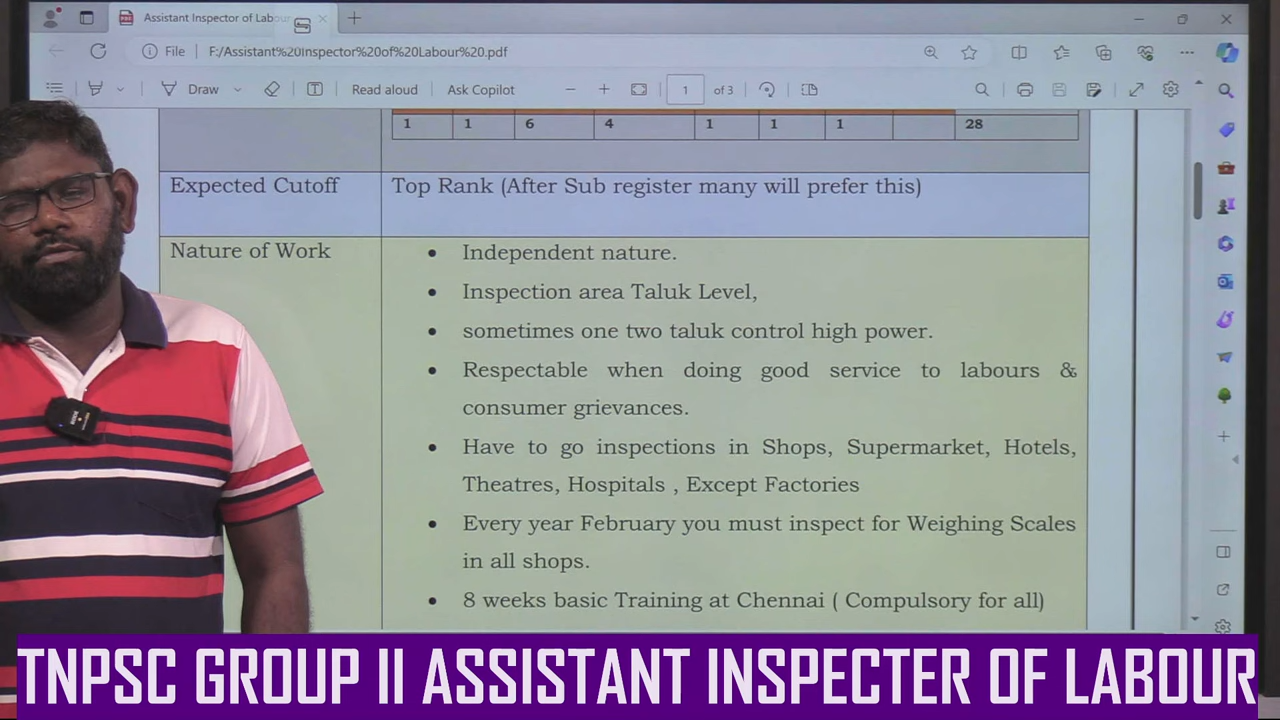 Assistant Inspector of Labour
File F:/Assistant%20Inspector%20of%20Labour%20.pdf
Draw Read aloud Ask Copilot 1 of 3
1 1 6 4 1 1 1 28
Expected Cutoff Top Rank (After Sub register many will prefer this)
Nature of Work • Independent nature.
• Inspection area Taluk Level,
• sometimes one two taluk control high power.
• Respectable when doing good service to labours &
consumer grievances.
• Have to go inspections in Shops, Supermarket, Hotels,
Theatres, Hospitals , Except Factories
• Every year February you must inspect for Weighing Scales
in all shops.
• 8 weeks basic Training at Chennai ( Compulsory for all)
TNPSC GROUP II ASSISTANT INSPECTER OF LABOUR